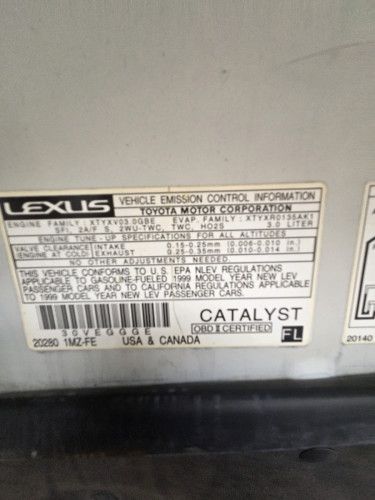 LEXUS VEHICLE EMISSION CONTROL INFORMATION
TOYOTA MOTOR CORPORATION
ENGINE FAMILY : XTYXV03.0GBE EVAP. FAMILY : XTYXR0135AK1
SFI, 2A/F S, 2WU-TWC, TWC, HO2S 3.0 LITER
ENGINE TUNE-UP SPECIFICATIONS FOR ALL ALTITUDES
VALVE CLEARANCE INTAKE 0.15-0.25mm (0.006-0.010 in.)
(ENGINE AT COLD) EXHAUST 0.25-0.35mm (0.010-0.014 in.)
NO OTHER ADJUSTMENTS NEEDED.
THIS VEHICLE CONFORMS TO U.S. EPA NLEV REGULATIONS
APPLICABLE TO GASOLINE-FUELED 1999 MODEL YEAR NEW LEV
PASSENGER CARS AND TO CALIFORNIA REGULATIONS APPLICABLE
TO 1999 MODEL YEAR NEW LEV PASSENGER CARS.
30VEGGGE
CATALYST
OBD II CERTIFIED
FL
20280 1MZ-FE USA & CANADA
20140